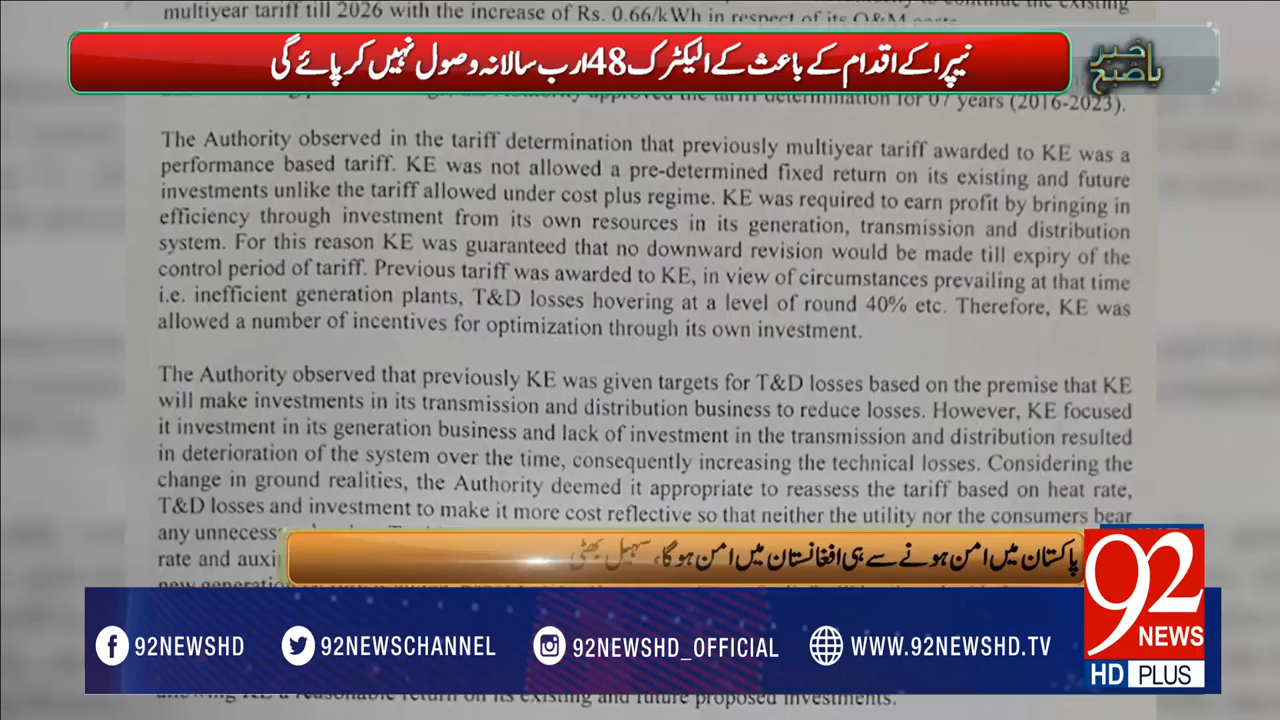 multiyear tariff till 2026 with the increase of Rs. 0.66/kWh in respect of its O&M costs
نیپرا کے اقدام کے باعث کے الیکٹرک 48 ارب سالانہ وصول نہیں کر پائے گی
باخبر صبح
approved the tariff determination for 07 years (2016-2023).
The Authority observed in the tariff determination that previously multiyear tariff awarded to KE was a
performance based tariff. KE was not allowed a pre-determined fixed return on its existing and future
investments unlike the tariff allowed under cost plus regime. KE was required to earn profit by bringing in
efficiency through investment from its own resources in its generation, transmission and distribution
system. For this reason KE was guaranteed that no downward revision would be made till expiry of the
control period of tariff. Previous tariff was awarded to KE, in view of circumstances prevailing at that time
i.e. inefficient generation plants, T&D losses hovering at a level of round 40% etc. Therefore, KE was
allowed a number of incentives for optimization through its own investment.
The Authority observed that previously KE was given targets for T&D losses based on the premise that KE
will make investments in its transmission and distribution business to reduce losses. However, KE focused
it investment in its generation business and lack of investment in the transmission and distribution resulted
in deterioration of the system over the time, consequently increasing the technical losses. Considering the
change in ground realities, the Authority deemed it appropriate to reassess the tariff based on heat rate,
T&D losses and investment to make it more cost reflective so that neither the utility nor the consumers bear
any unnecess
rate and auxi
پاکستان میں امن ہونے سے ہی افغانستان میں امن ہوگا، سہیل بھٹی
new generation
92NEWSHD
92NEWSCHANNEL
92NEWSHD_OFFICIAL
WWW.92NEWSHD.TV
92
NEWS
HD PLUS
allowing KE a reasonable return on its existing and future proposed investments.